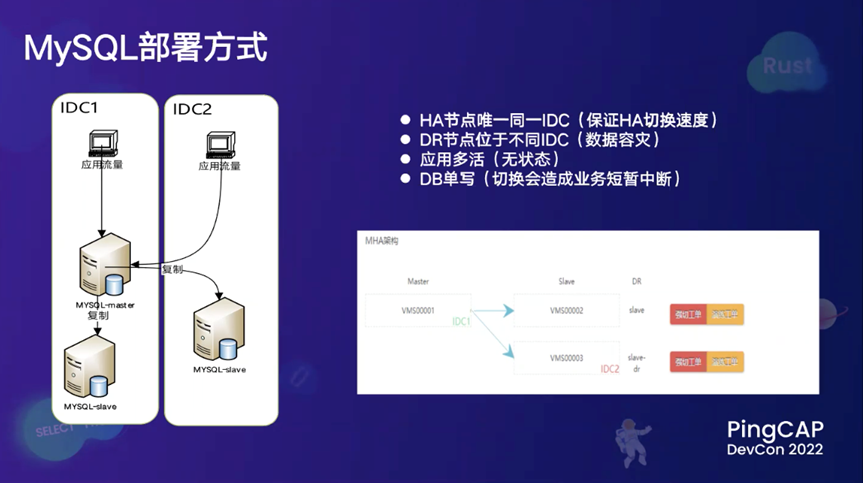 MySQL部署方式
Rust
IDC1
IDC2
应用流量
应用流量
复制
MYSQL-master
复制
MYSQL-slave
MYSQL-slave
HA节点唯一同一IDC（保证HA切换速度）
DR节点位于不同IDC（数据容灾）
应用多活（无状态）
DB单写（切换会造成业务短暂中断）
MHA架构
Master
Slave
DR
VMS00001
IDC1
VMS00002
slave
VMS00003
IDC2
slave-
dr
SELECT
PingCAP
DevCon 2022